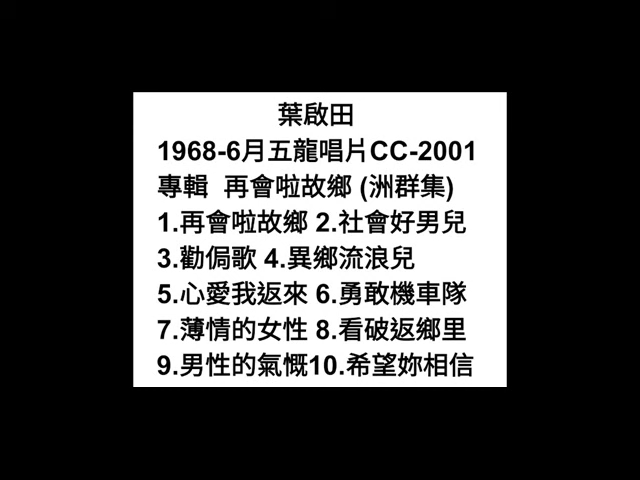 葉啟田
1968-6月五龍唱片CC-2001
專輯 再會啦故鄉 (洲群集)
1.再會啦故鄉 2.社會好男兒
3.勸侷歌 4.異鄉流浪兒
5.心愛我返來 6.勇敢機車隊
7.薄情的女性 8.看破返鄉里
9.男性的氣慨10.希望妳相信